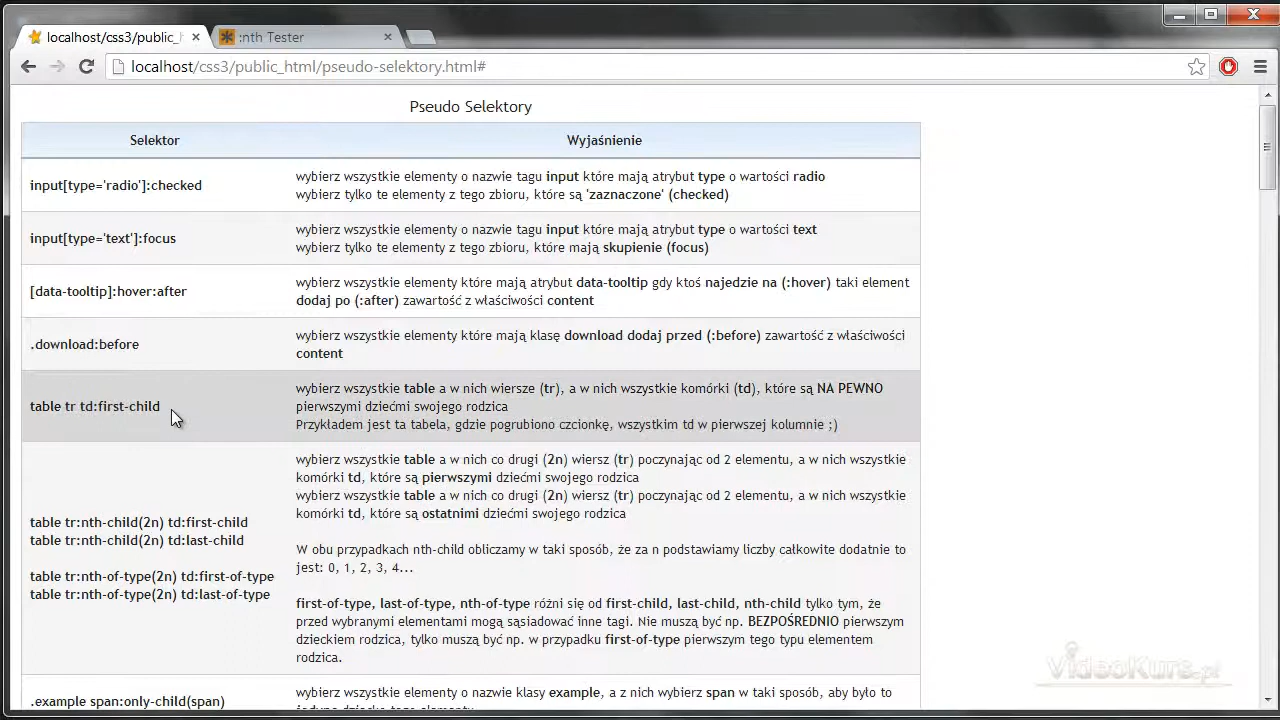 localhost/css3/public_h
:nth Tester
localhost/css3/public_html/pseudo-selektory.html#
Pseudo Selektory
Selektor
Wyjaśnienie
input[type='radio']:checked
wybierz wszystkie elementy o nazwie tagu input które mają atrybut type o wartości radio
wybierz tylko te elementy z tego zbioru, które są 'zaznaczone' (checked)
input[type='text']:focus
wybierz wszystkie elementy o nazwie tagu input które mają atrybut type o wartości text
wybierz tylko te elementy z tego zbioru, które mają skupienie (focus)
[data-tooltip]:hover:after
wybierz wszystkie elementy które mają atrybut data-tooltip gdy ktoś najedzie na (:hover) taki element
dodaj po (:after) zawartość z właściwości content
.download:before
wybierz wszystkie elementy które mają klasę download dodaj przed (:before) zawartość z właściwości
content
table tr td:first-child
wybierz wszystkie table a w nich wiersze (tr), a w nich wszystkie komórki (td), które są NA PEWNO
pierwszymi dziećmi swojego rodzica
Przykładem jest ta tabela, gdzie pogrubiono czcionkę, wszystkim td w pierwszej kolumnie ;)
table tr:nth-child(2n) td:first-child
table tr:nth-child(2n) td:last-child
table tr:nth-of-type(2n) td:first-of-type
table tr:nth-of-type(2n) td:last-of-type
wybierz wszystkie table a w nich co drugi (2n) wiersz (tr) poczynając od 2 elementu, a w nich wszystkie
komórki td, które są pierwszymi dziećmi swojego rodzica
wybierz wszystkie table a w nich co drugi (2n) wiersz (tr) poczynając od 2 elementu, a w nich wszystkie
komórki td, które są ostatnimi dziećmi swojego rodzica
W obu przypadkach nth-child obliczamy w taki sposób, że za n podstawiamy liczby całkowite dodatnie to
jest: 0, 1, 2, 3, 4...
first-of-type, last-of-type, nth-of-type różni się od first-child, last-child, nth-child tylko tym, że
przed wybranymi elementami mogą sąsiadować inne tagi. Nie muszą być np. BEZPOŚREDNIO pierwszym
dzieckiem rodzica, tylko muszą być np. w przypadku first-of-type pierwszym tego typu elementem
rodzica.
.example span:only-child(span)
wybierz wszystkie elementy o nazwie klasy example, a z nich wybierz span w taki sposób, aby było to
VideoKurs.pl